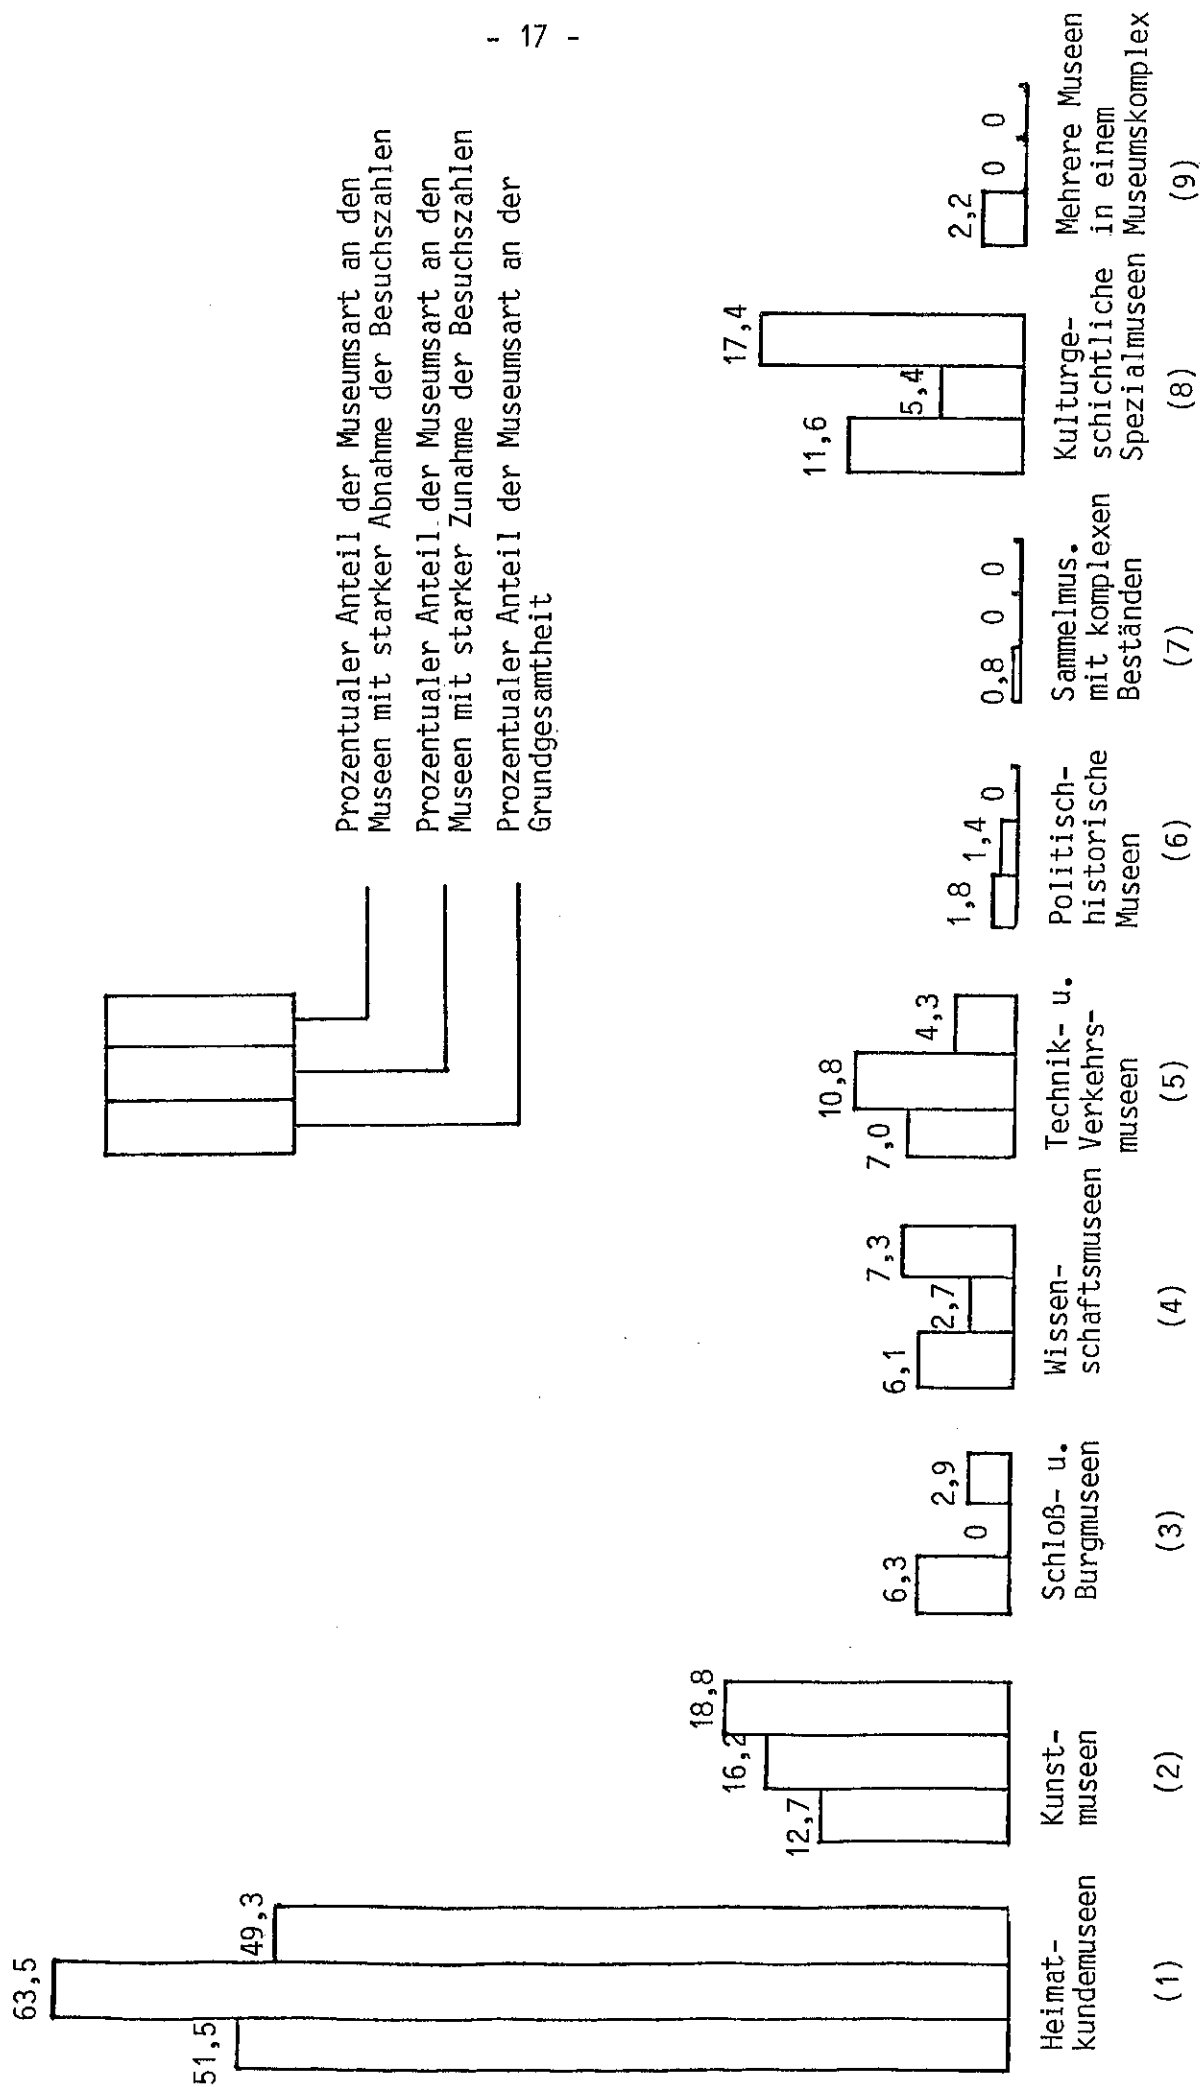 - 17 -
Prozentualer Anteil der Museumsart an den
Museen mit starker Abnahme der Besuchszahlen
Prozentualer Anteil der Museumsart an den
Museen mit starker Zunahme der Besuchszahlen
Prozentualer Anteil der Museumsart an der
Grundgesamtheit
51,5
63,5
49,3
Heimat-
kundemuseen
(1)
12,7
16,2
18,8
Kunst-
museen
(2)
6,3
0
2,9
Schloß- u.
Burgmuseen
(3)
6,1
2,7
7,3
Wissen-
schaftsmuseen
(4)
7,0
10,8
4,3
Technik- u.
Verkehrs-
museen
(5)
1,8
1,4
0
Politisch-
historische
Museen
(6)
0,8
0
0
Sammelmus.
mit komplexen
Beständen
(7)
11,6
5,4
17,4
Kulturge-
schichtliche
Spezialmuseen
(8)
2,2
0
0
Mehrere Museen
in einem
Museumskomplex
(9)